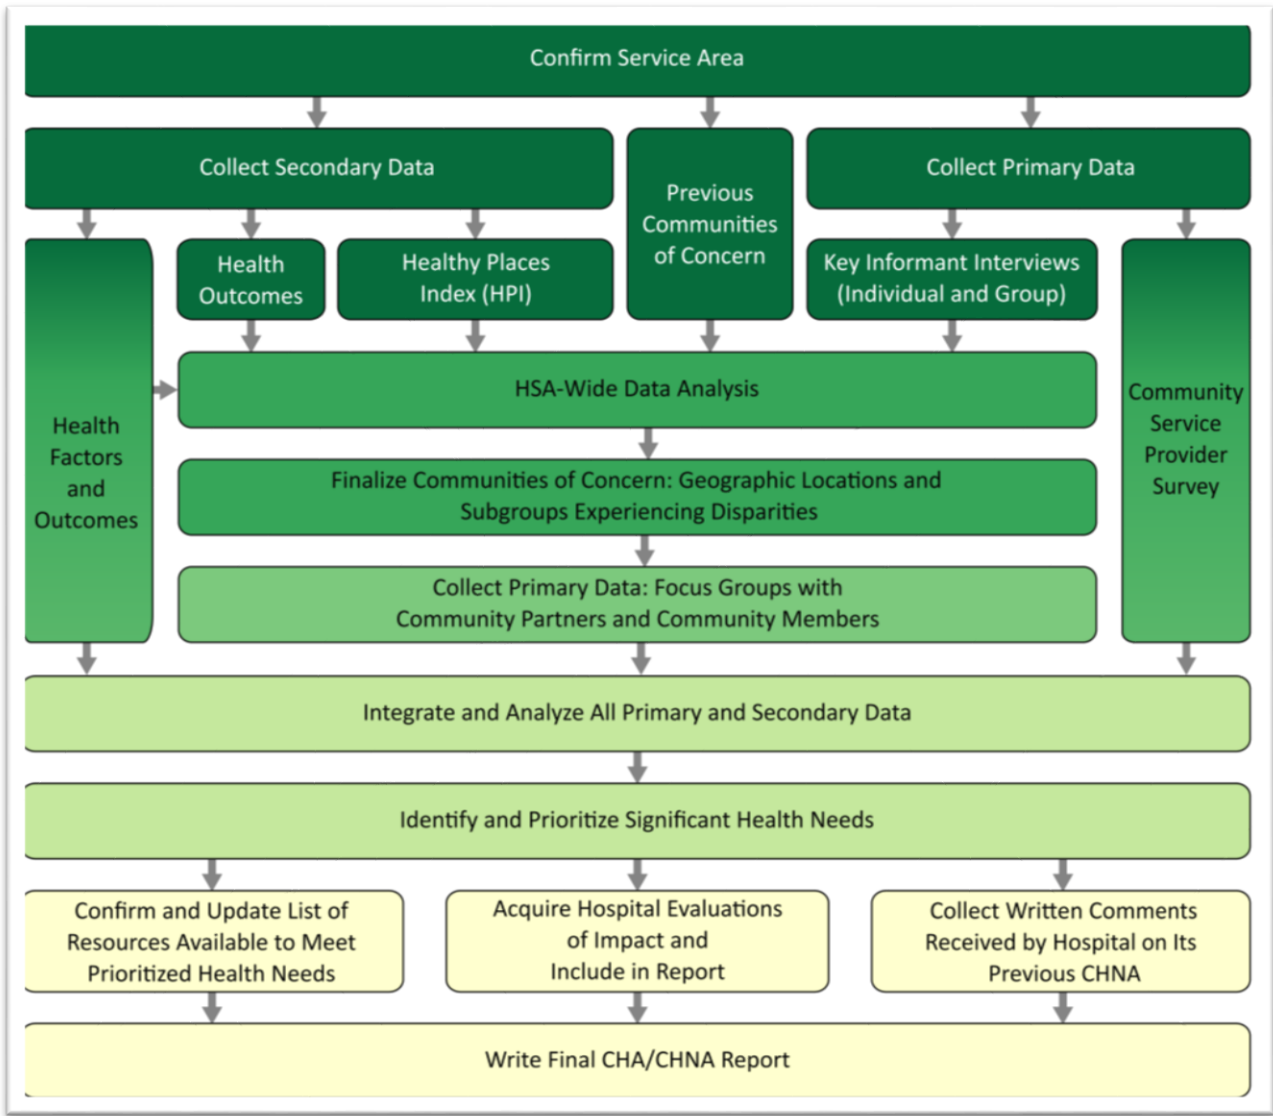 Confirm Service Area
Collect Secondary Data
Previous
Communities
of Concern
Collect Primary Data
Health
Factors
and
Outcomes
Health
Outcomes
Healthy Places
Index (HPI)
Key Informant Interviews
(Individual and Group)
Community
Service
Provider
Survey
HSA-Wide Data Analysis
Finalize Communities of Concern: Geographic Locations and
Subgroups Experiencing Disparities
Collect Primary Data: Focus Groups with
Community Partners and Community Members
Integrate and Analyze All Primary and Secondary Data
Identify and Prioritize Significant Health Needs
Confirm and Update List of
Resources Available to Meet
Prioritized Health Needs
Acquire Hospital Evaluations
of Impact and
Include in Report
Collect Written Comments
Received by Hospital on Its
Previous CHNA
Write Final CHA/CHNA Report